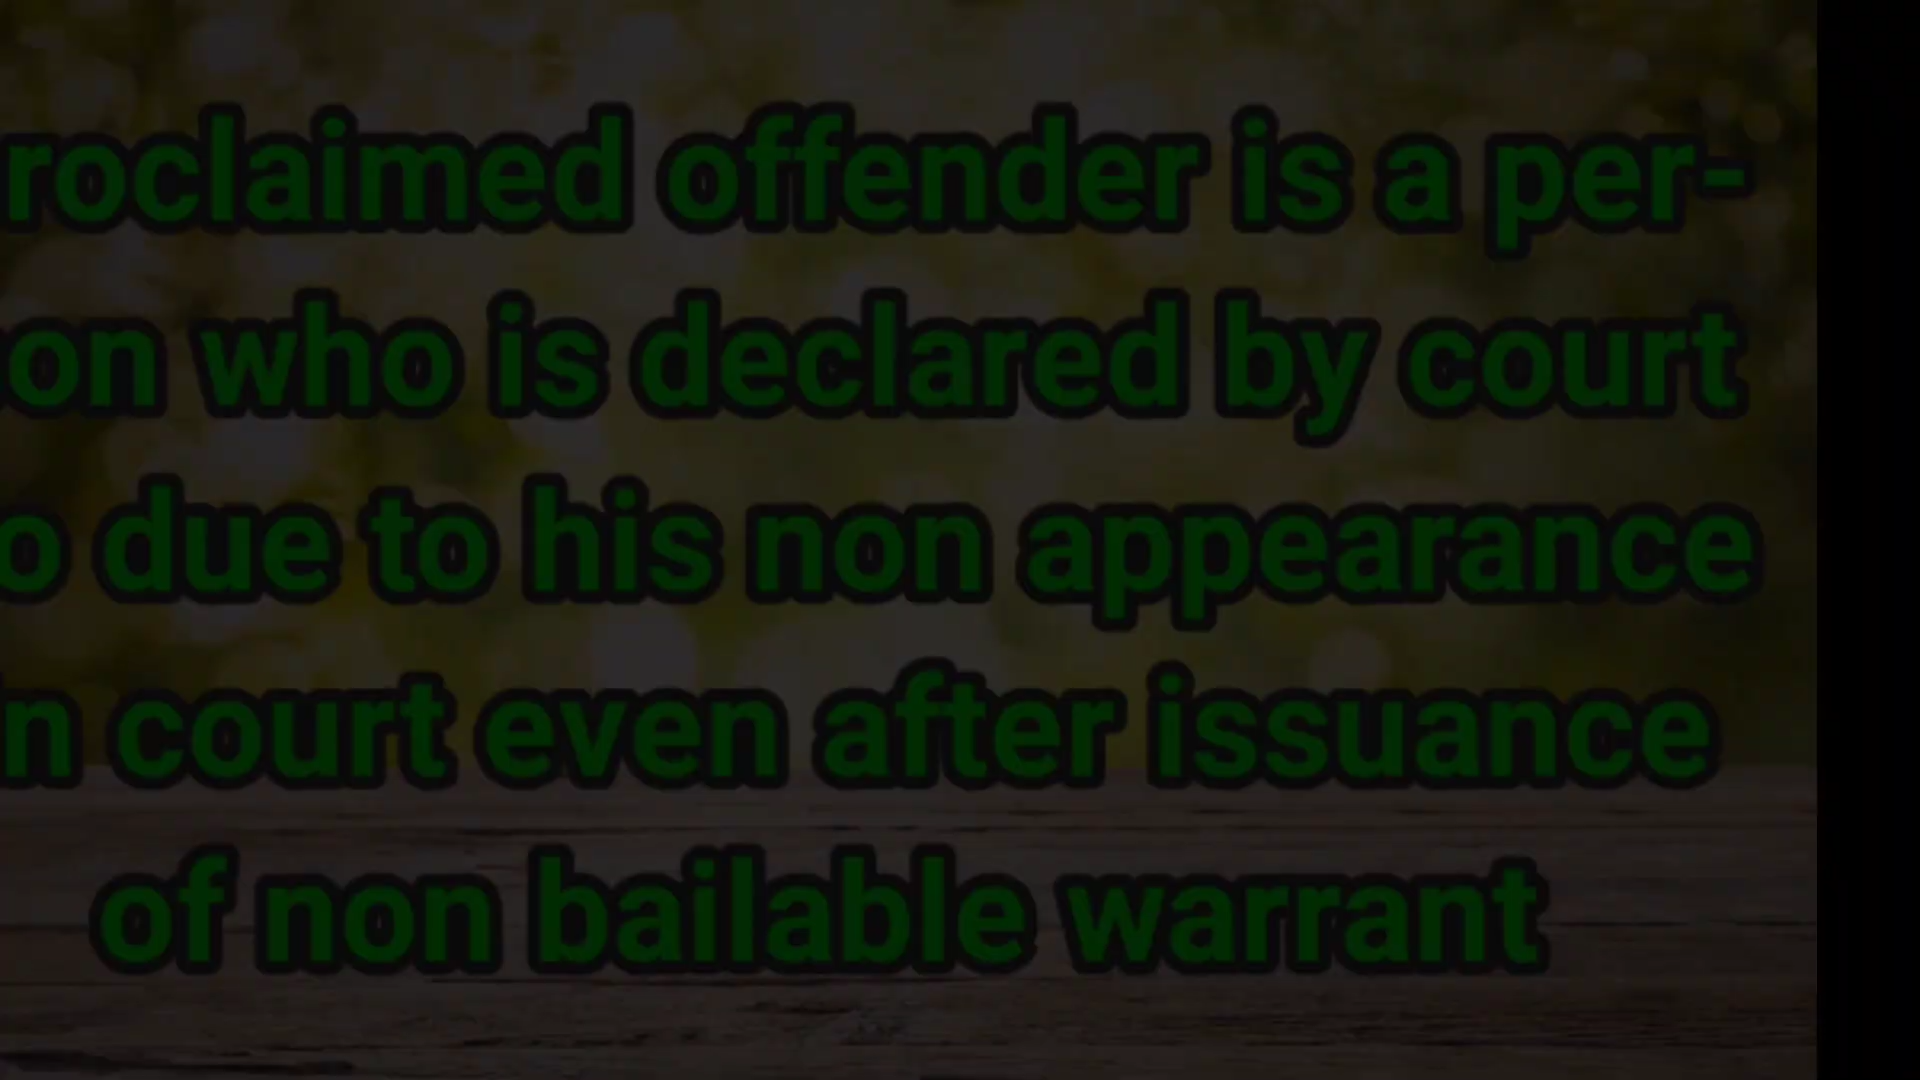 roclaimed offender is a per-
on who is declared by court
o due to his non appearance
n court even after issuance
of non bailable warrant